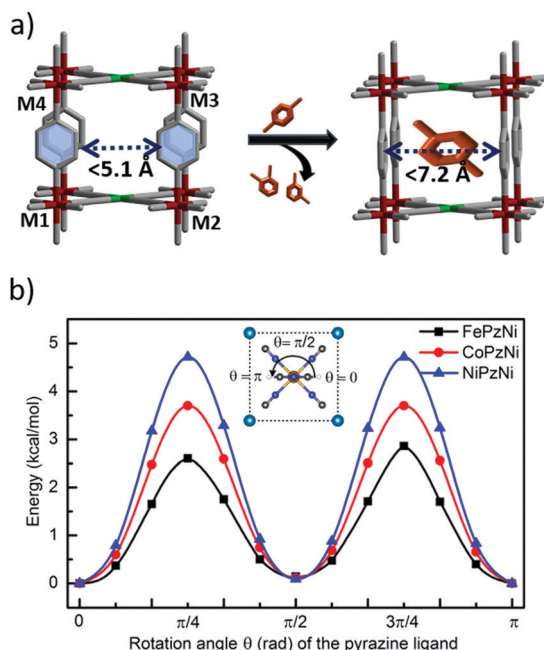 a)
M4
M3
<5.1 Å
<7.2 Å
M1
M2
b)
θ= π/2
θ= π
θ= 0
FePzNi
CoPzNi
NiPzNi
Energy (kcal/mol)
5
4
3
2
1
0
0
π/4
π/2
3π/4
π
Rotation angle θ (rad) of the pyrazine ligand